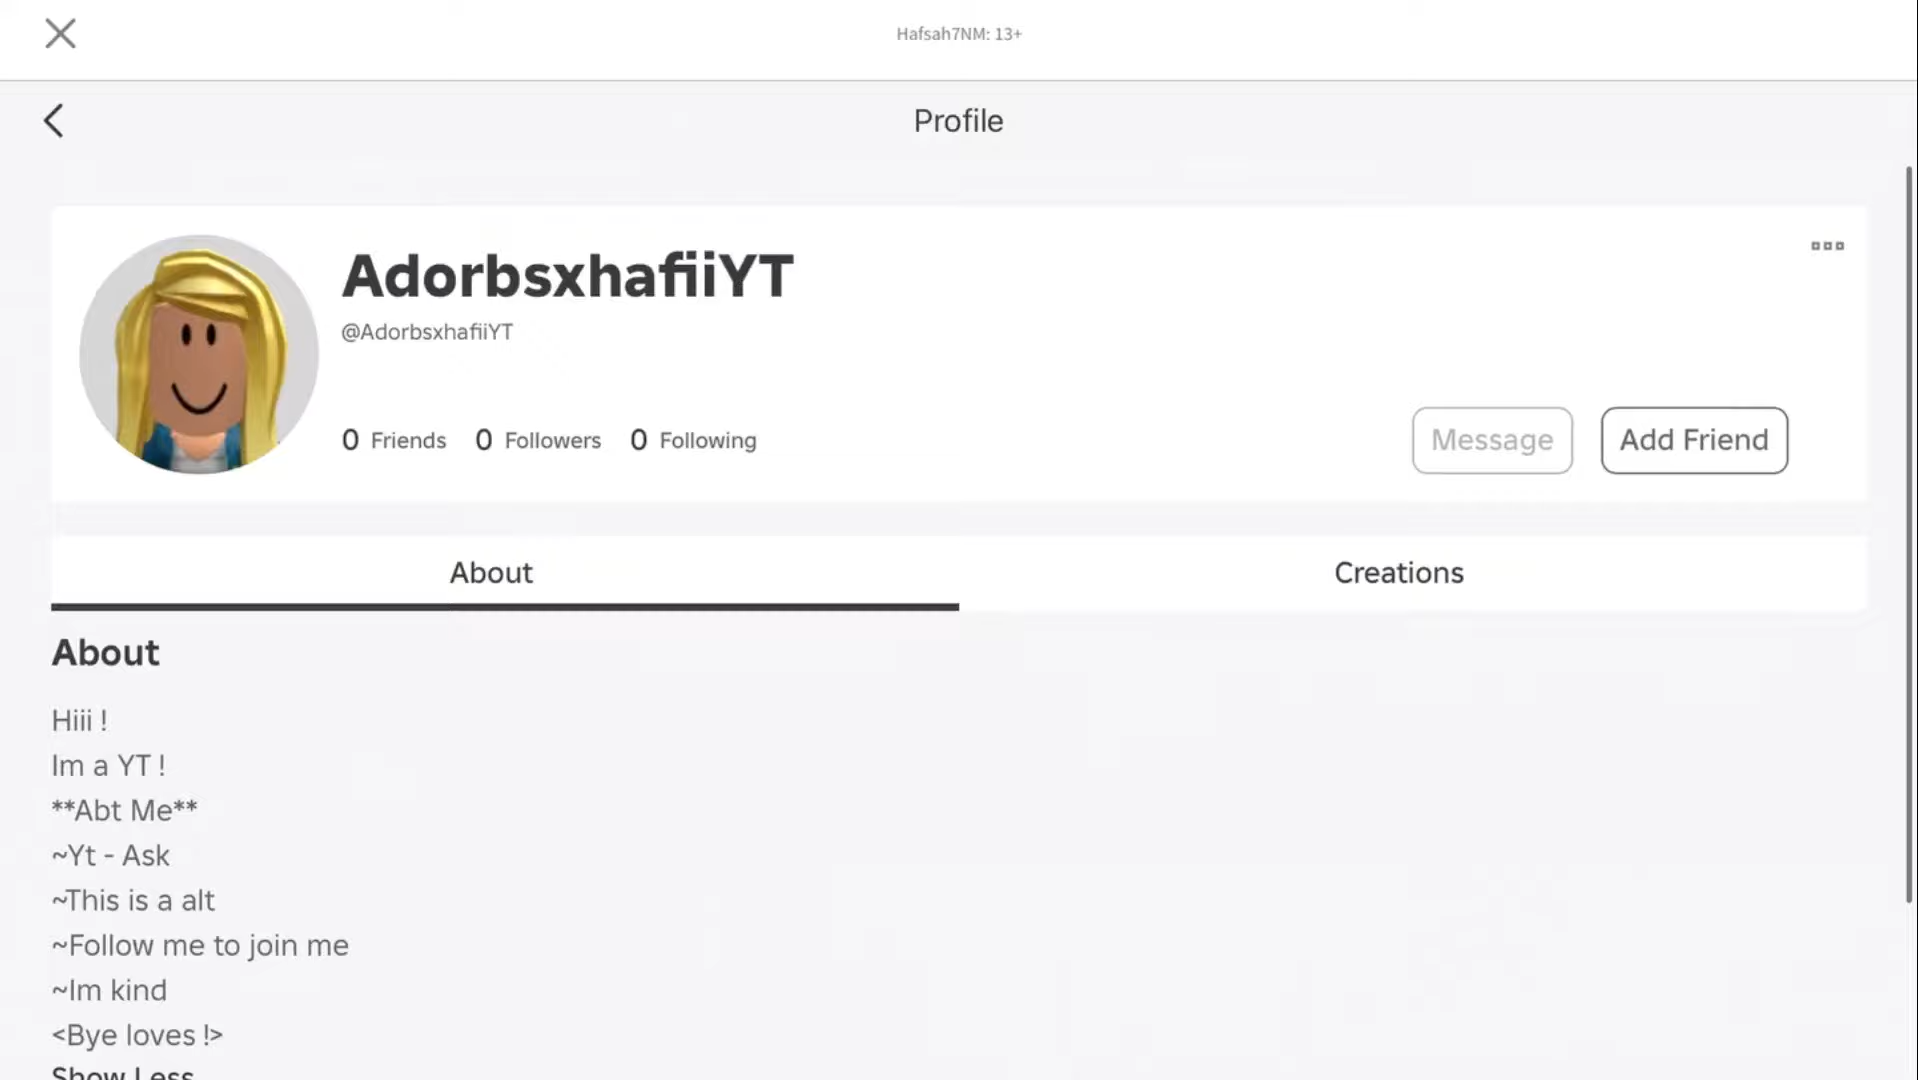 Hafsah7NM: 13+
Profile
AdorbsxhafiiYT
@AdorbsxhafiiYT
0 Friends 0 Followers 0 Following
Message Add Friend
About Creations
About
Hiii !
Im a YT !
**Abt Me**
~Yt - Ask
~This is a alt
~Follow me to join me
~Im kind
<Bye loves !>
Show Less